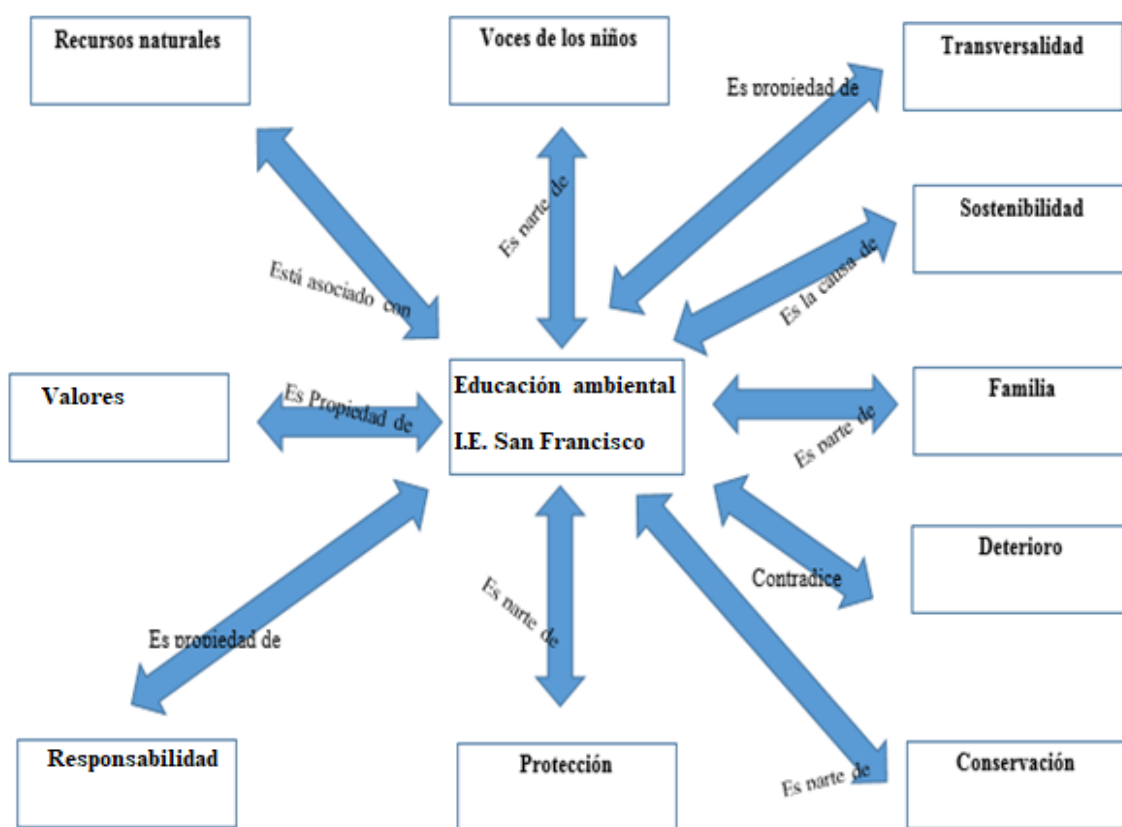 Recursos naturales
Voces de los niños
Transversalidad
Es propiedad de
Sostenibilidad
Es parte de
Es la causa de
Está asociado con
Educación ambiental
I.E. San Francisco
Valores
Es Propiedad de
Familia
Es parte de
Deterioro
Contradice
Es parte de
Es propiedad de
Responsabilidad
Protección
Conservación
Es parte de